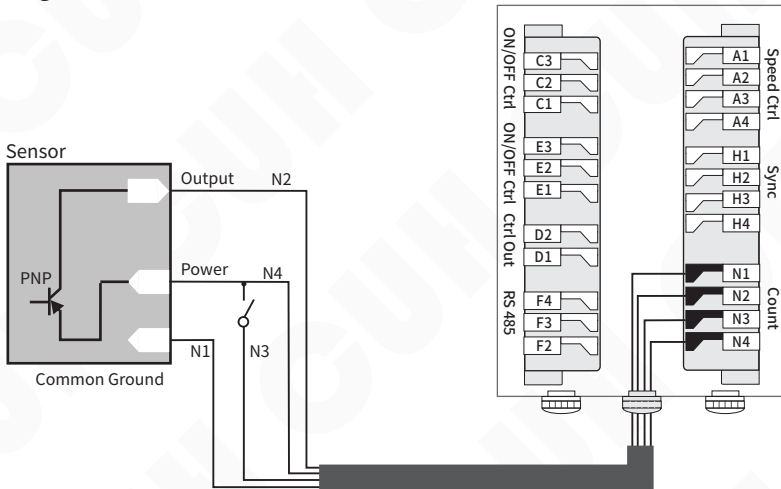 Sensor
Output
N2
PNP
Power
N4
N1
N3
Common Ground
ON/OFF Ctrl
C3
C2
C1
ON/OFF Ctrl
E3
E2
E1
Ctrl Out
D2
D1
RS 485
F4
F3
F2
Speed Ctrl
A1
A2
A3
A4
Sync
H1
H2
H3
H4
Count
N1
N2
N3
N4